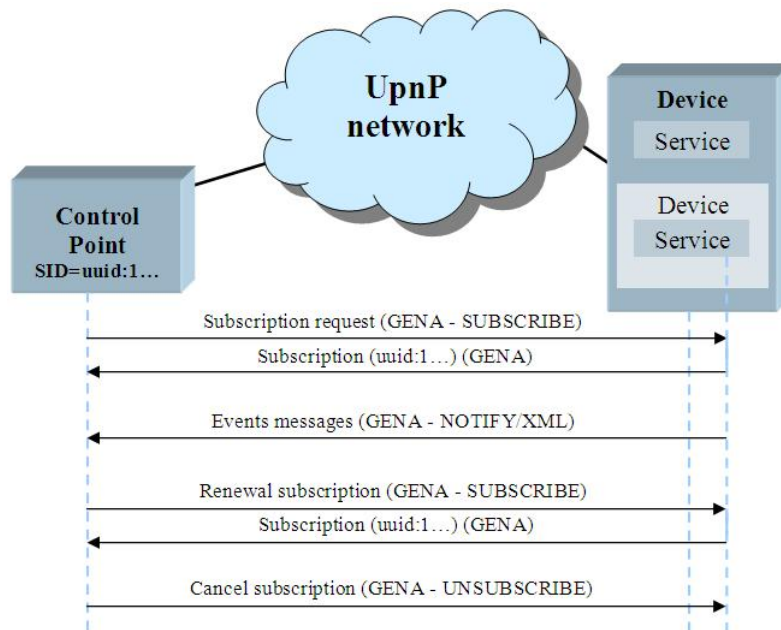 UpnP
network
Device
Service
Device
Service
Control
Point
SID=uuid:1...
Subscription request (GENA - SUBSCRIBE)
Subscription (uuid:1...) (GENA)
Events messages (GENA - NOTIFY/XML)
Renewal subscription (GENA - SUBSCRIBE)
Subscription (uuid:1...) (GENA)
Cancel subscription (GENA - UNSUBSCRIBE)